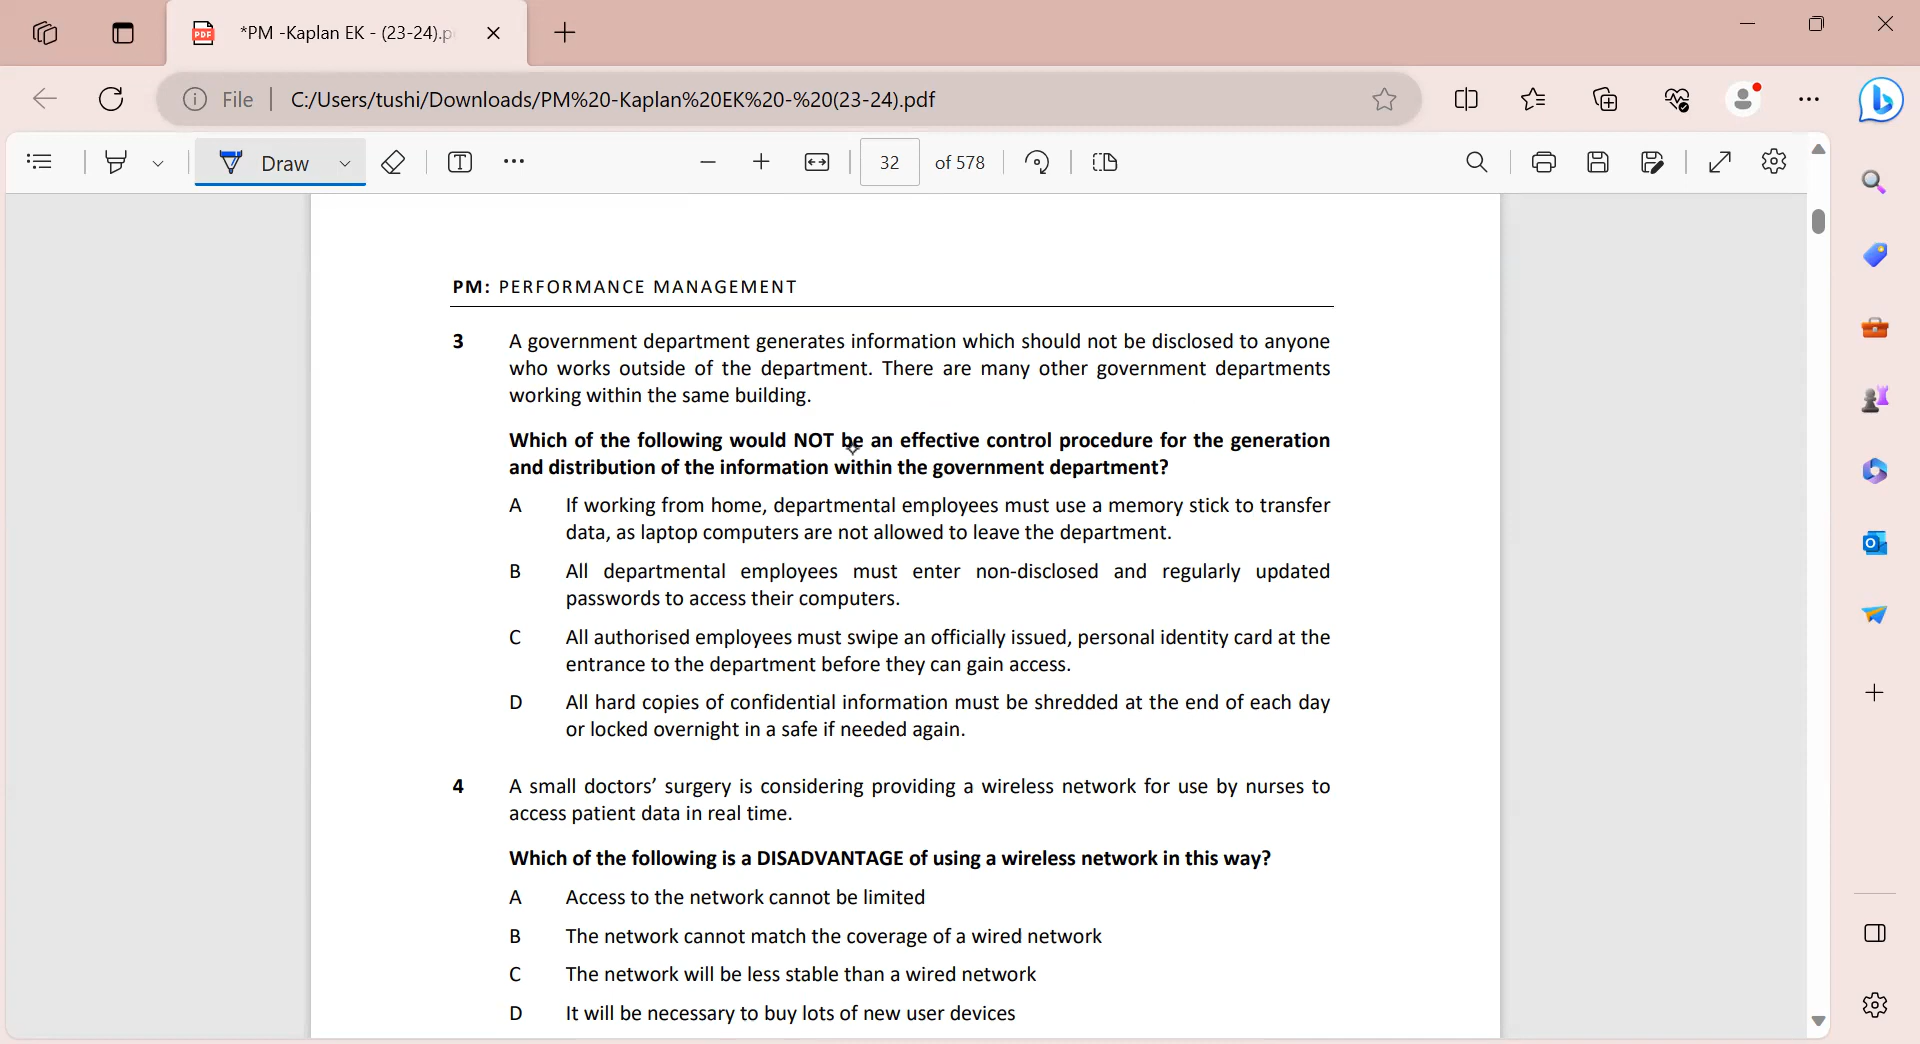 *PM -Kaplan EK - (23-24).p
File
C:/Users/tushi/Downloads/PM%20-Kaplan%20EK%20-%20(23-24).pdf
Draw
32
of 578
PM: PERFORMANCE MANAGEMENT
3 A government department generates information which should not be disclosed to anyone
who works outside of the department. There are many other government departments
working within the same building.
Which of the following would NOT be an effective control procedure for the generation
and distribution of the information within the government department?
A If working from home, departmental employees must use a memory stick to transfer
data, as laptop computers are not allowed to leave the department.
B All departmental employees must enter non-disclosed and regularly updated
passwords to access their computers.
C All authorised employees must swipe an officially issued, personal identity card at the
entrance to the department before they can gain access.
D All hard copies of confidential information must be shredded at the end of each day
or locked overnight in a safe if needed again.
4 A small doctors’ surgery is considering providing a wireless network for use by nurses to
access patient data in real time.
Which of the following is a DISADVANTAGE of using a wireless network in this way?
A Access to the network cannot be limited
B The network cannot match the coverage of a wired network
C The network will be less stable than a wired network
D It will be necessary to buy lots of new user devices